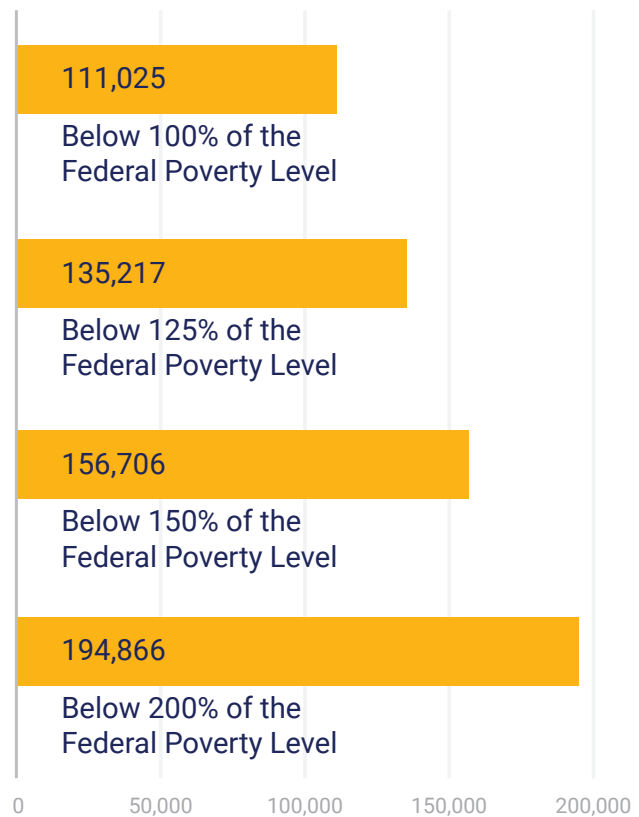 111,025
Below 100% of the
Federal Poverty Level
135,217
Below 125% of the
Federal Poverty Level
156,706
Below 150% of the
Federal Poverty Level
194,866
Below 200% of the
Federal Poverty Level
0 50,000 100,000 150,000 200,000